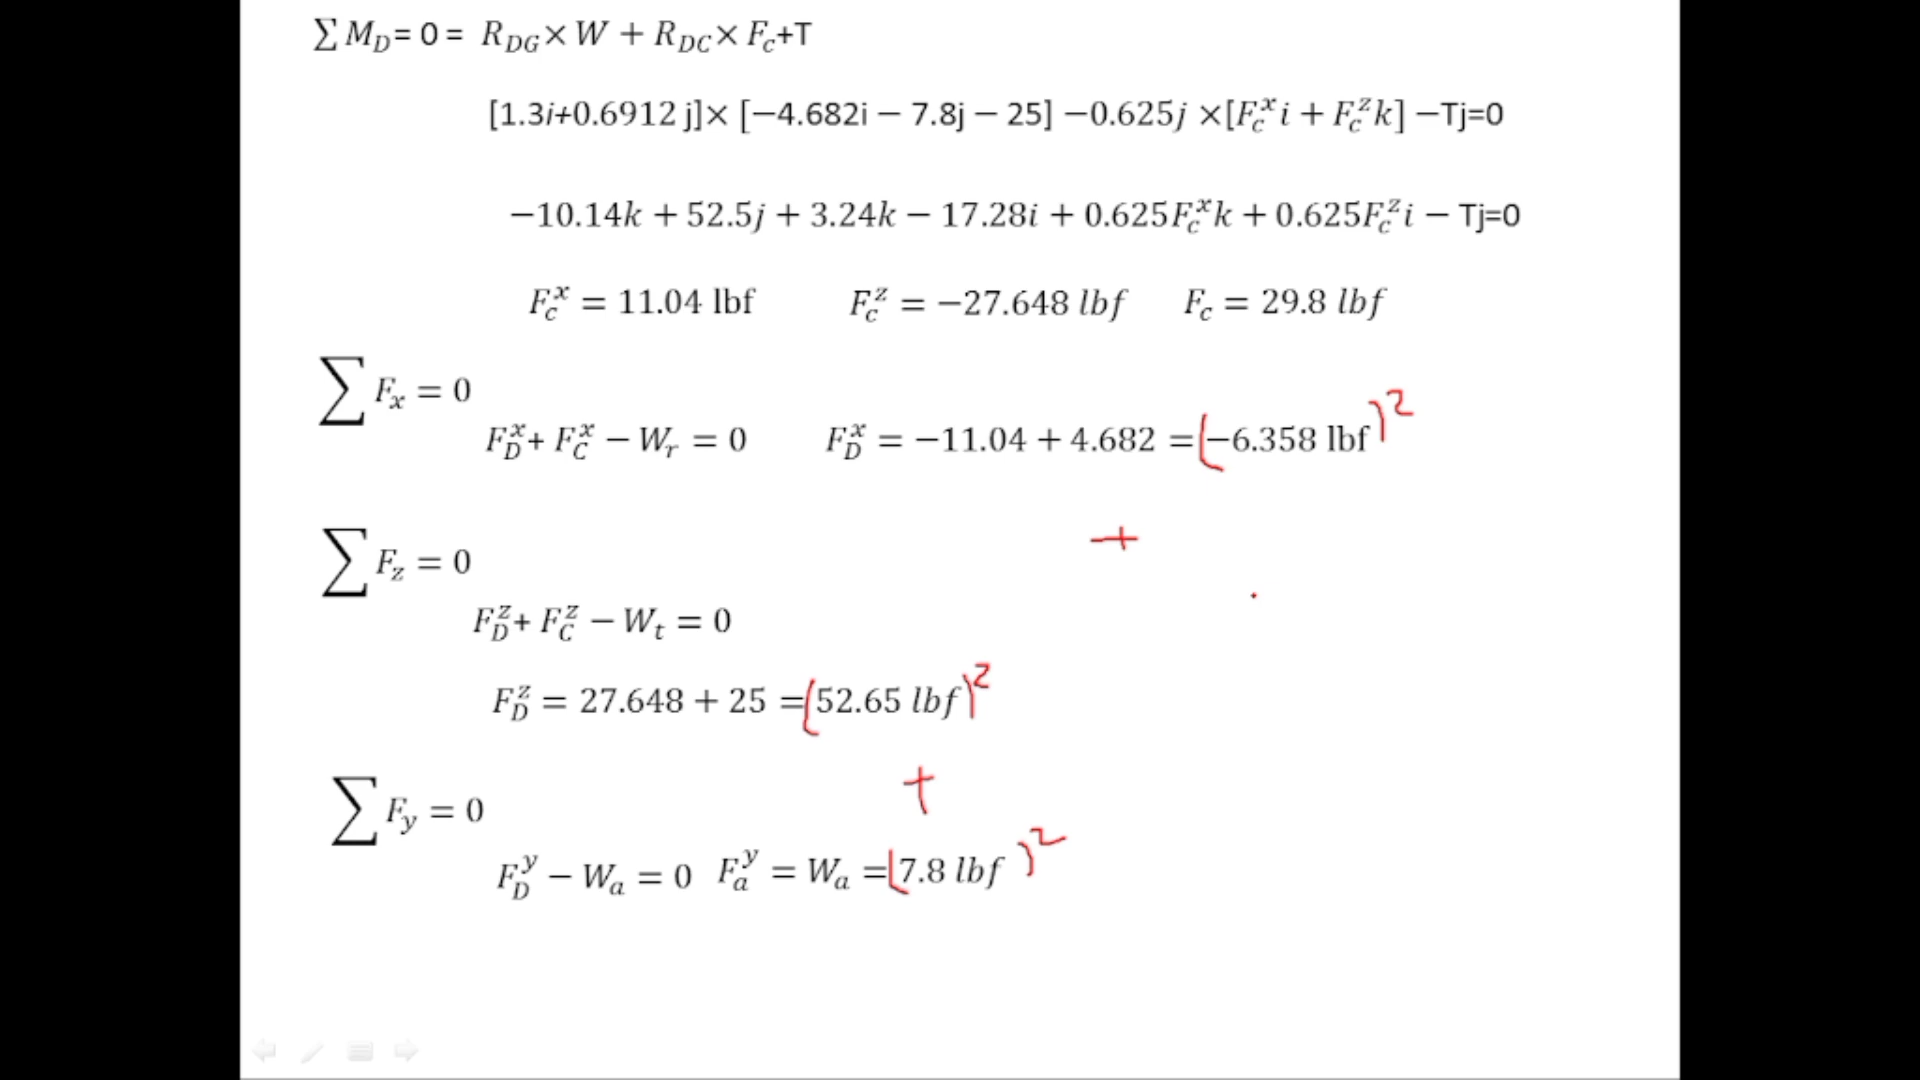 ∑ M_D = 0 = R_DG × W + R_DC × F_c+T
[1.3i+0.6912 j]× [−4.682i − 7.8j − 25] −0.625j ×[F_c^x i + F_c^z k] −Tj=0
−10.14k + 52.5j + 3.24k − 17.28i + 0.625F_c^x k + 0.625F_c^z i − Tj=0
F_c^x = 11.04 lbf F_c^z = −27.648 lbf F_c = 29.8 lbf
∑ F_x = 0
F_D^x + F_C^x − W_r = 0 F_D^x = −11.04 + 4.682 = (−6.358 lbf)^2
+
∑ F_z = 0
F_D^z + F_C^z − W_t = 0
F_D^z = 27.648 + 25 = (52.65 lbf)^2
+
∑ F_y = 0
F_D^y − W_a = 0 F_a^y = W_a = (7.8 lbf)^2